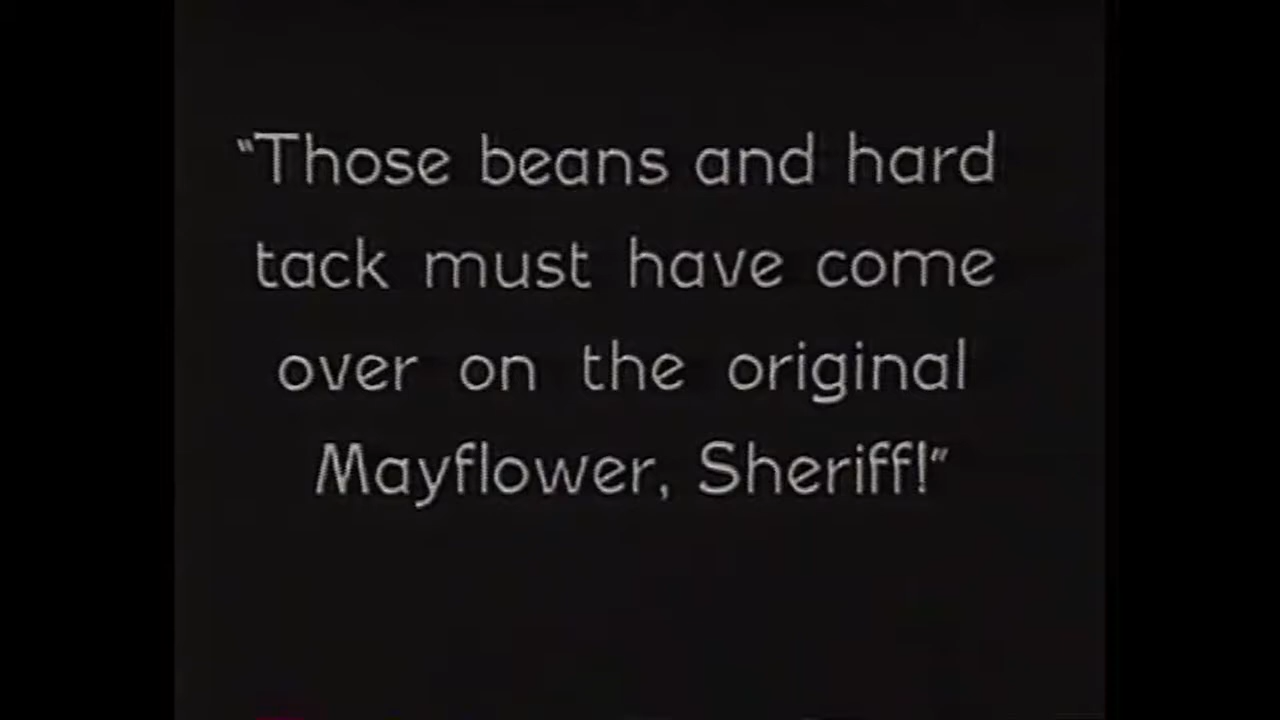 “Those beans and hard
tack must have come
over on the original
Mayflower, Sheriff!”